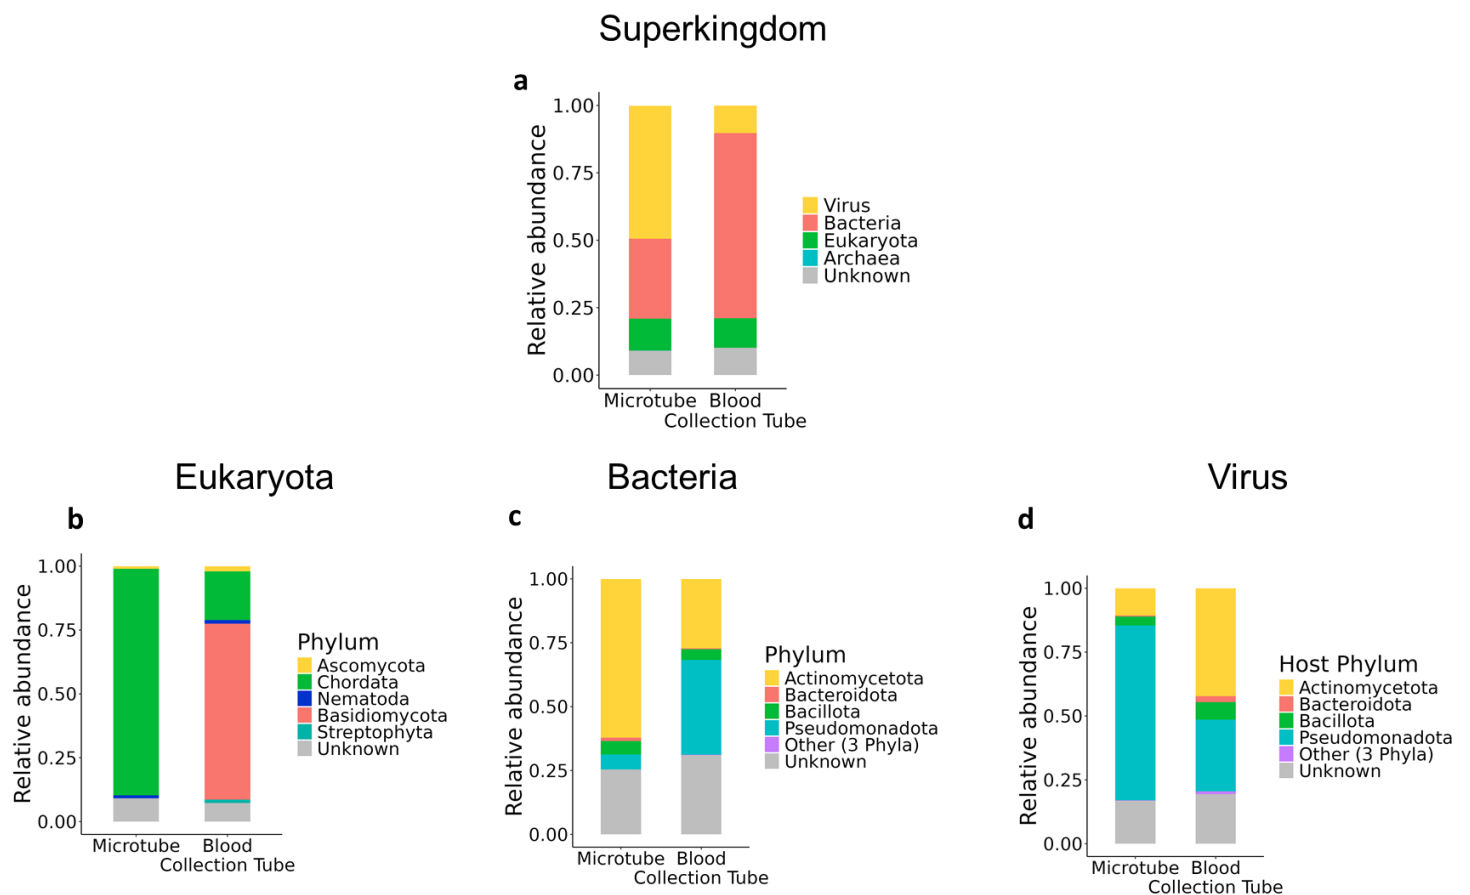 Superkingdom
a
Relative abundance
1.00
0.75
0.50
0.25
0.00
Microtube
Blood
Collection Tube
Virus
Bacteria
Eukaryota
Archaea
Unknown
Eukaryota
b
Relative abundance
1.00
0.75
0.50
0.25
0.00
Microtube
Blood
Collection Tube
Phylum
Ascomycota
Chordata
Nematoda
Basidiomycota
Streptophyta
Unknown
Bacteria
c
Relative abundance
1.00
0.75
0.50
0.25
0.00
Microtube
Blood
Collection Tube
Phylum
Actinomycetota
Bacteroidota
Bacillota
Pseudomonadota
Other (3 Phyla)
Unknown
Virus
d
Relative abundance
1.00
0.75
0.50
0.25
0.00
Microtube
Blood
Collection Tube
Host Phylum
Actinomycetota
Bacteroidota
Bacillota
Pseudomonadota
Other (3 Phyla)
Unknown